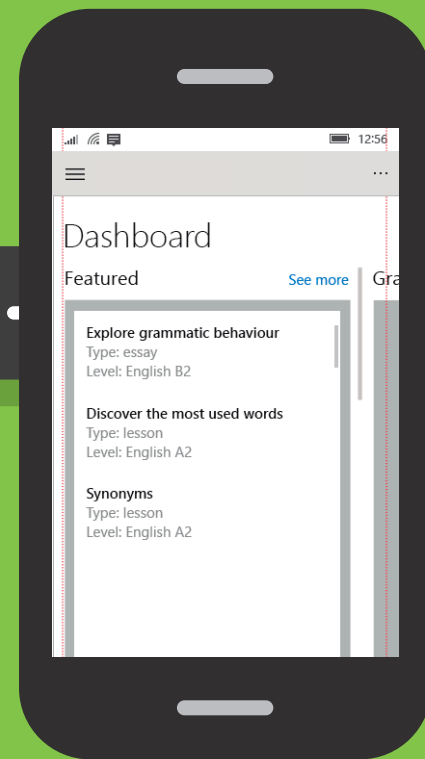 12:56
Dashboard
Featured
See more
Gra
Explore grammatic behaviour
Type: essay
Level: English B2
Discover the most used words
Type: lesson
Level: English A2
Synonyms
Type: lesson
Level: English A2